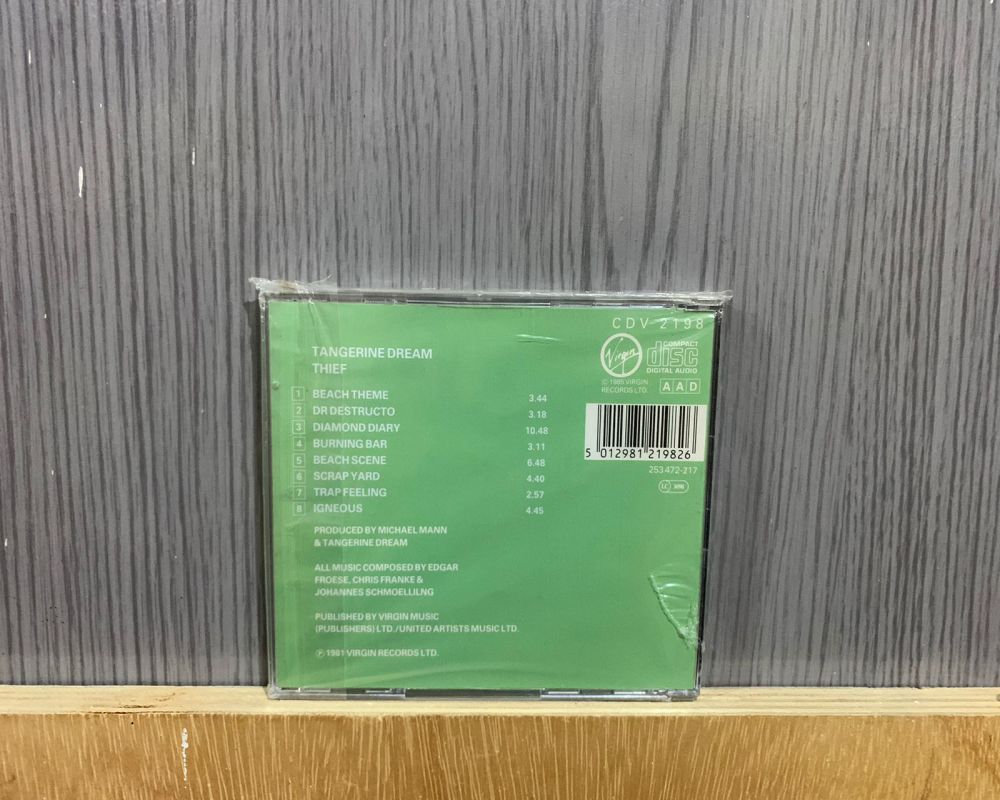 CDV 2198
Virgin
COMPACT
disc
DIGITAL AUDIO
© 1985 VIRGIN
RECORDS LTD.
AAD
5 012981 219826
253 472-217
LC 3098
TANGERINE DREAM
THIEF
1 BEACH THEME 3.44
2 DR DESTRUCTO 3.18
3 DIAMOND DIARY 10.48
4 BURNING BAR 3.11
5 BEACH SCENE 6.48
6 SCRAP YARD 4.40
7 TRAP FEELING 2.57
8 IGNEOUS 4.45
PRODUCED BY MICHAEL MANN
& TANGERINE DREAM
ALL MUSIC COMPOSED BY EDGAR
FROESE, CHRIS FRANKE &
JOHANNES SCHMOELLILNG
PUBLISHED BY VIRGIN MUSIC
(PUBLISHERS) LTD./UNITED ARTISTS MUSIC LTD.
℗ 1981 VIRGIN RECORDS LTD.